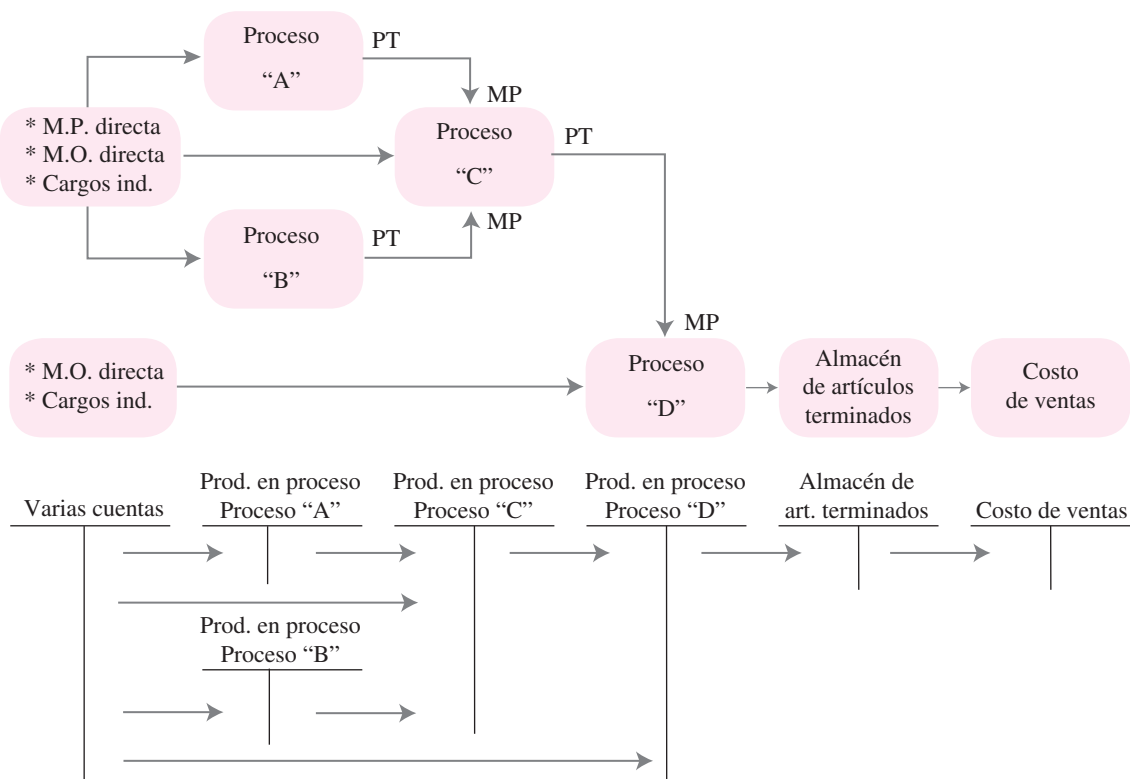 Proceso
“A”
PT
MP
* M.P. directa
* M.O. directa
* Cargos ind.
Proceso
“C”
PT
Proceso
“B”
PT
MP
MP
* M.O. directa
* Cargos ind.
Proceso
“D”
Almacén
de artículos
terminados
Costo
de ventas
Varias cuentas
Prod. en proceso
Proceso “A”
Prod. en proceso
Proceso “C”
Prod. en proceso
Proceso “D”
Almacén de
art. terminados
Costo de ventas
Prod. en proceso
Proceso “B”